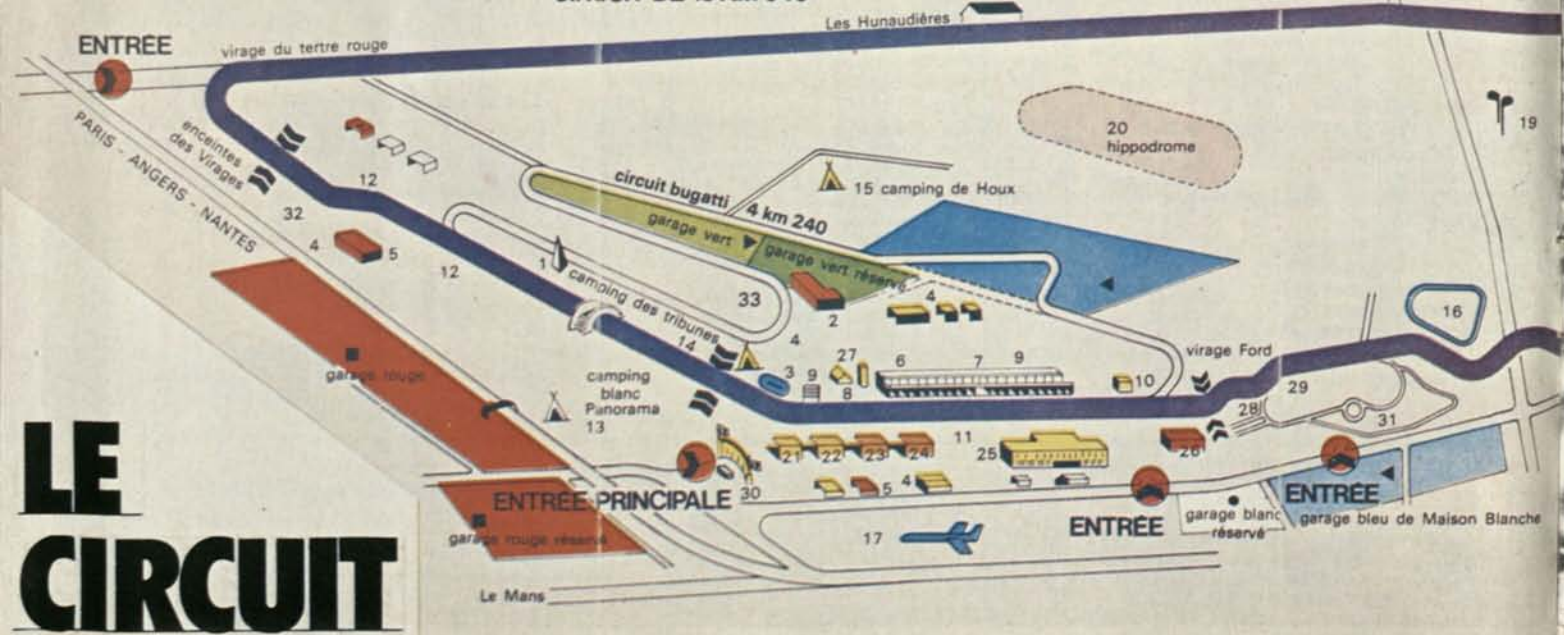 Les Hunaudières
ENTRÉE
virage du tertre rouge
19
20
hippodrome
enceintes
des Virages
PARIS - ANGERS - NANTES
12
circuit bugatti 4 km 240
15 camping de Houx
garage vert
garage vert réservé
32
4
5
12
1
camping des tribunes
33
2
4
16
14
4
virage Ford
garage rouge
camping
blanc
Panorama
13
3
9
27
8
6
7
9
10
29
28
31
11
21
22
23
24
25
26
LE
CIRCUIT
ENTRÉE PRINCIPALE
30
5
4
ENTRÉE
ENTRÉE
garage blanc
réservé
garage bleu de Maison Blanche
garage rouge réservé
17
Le Mans